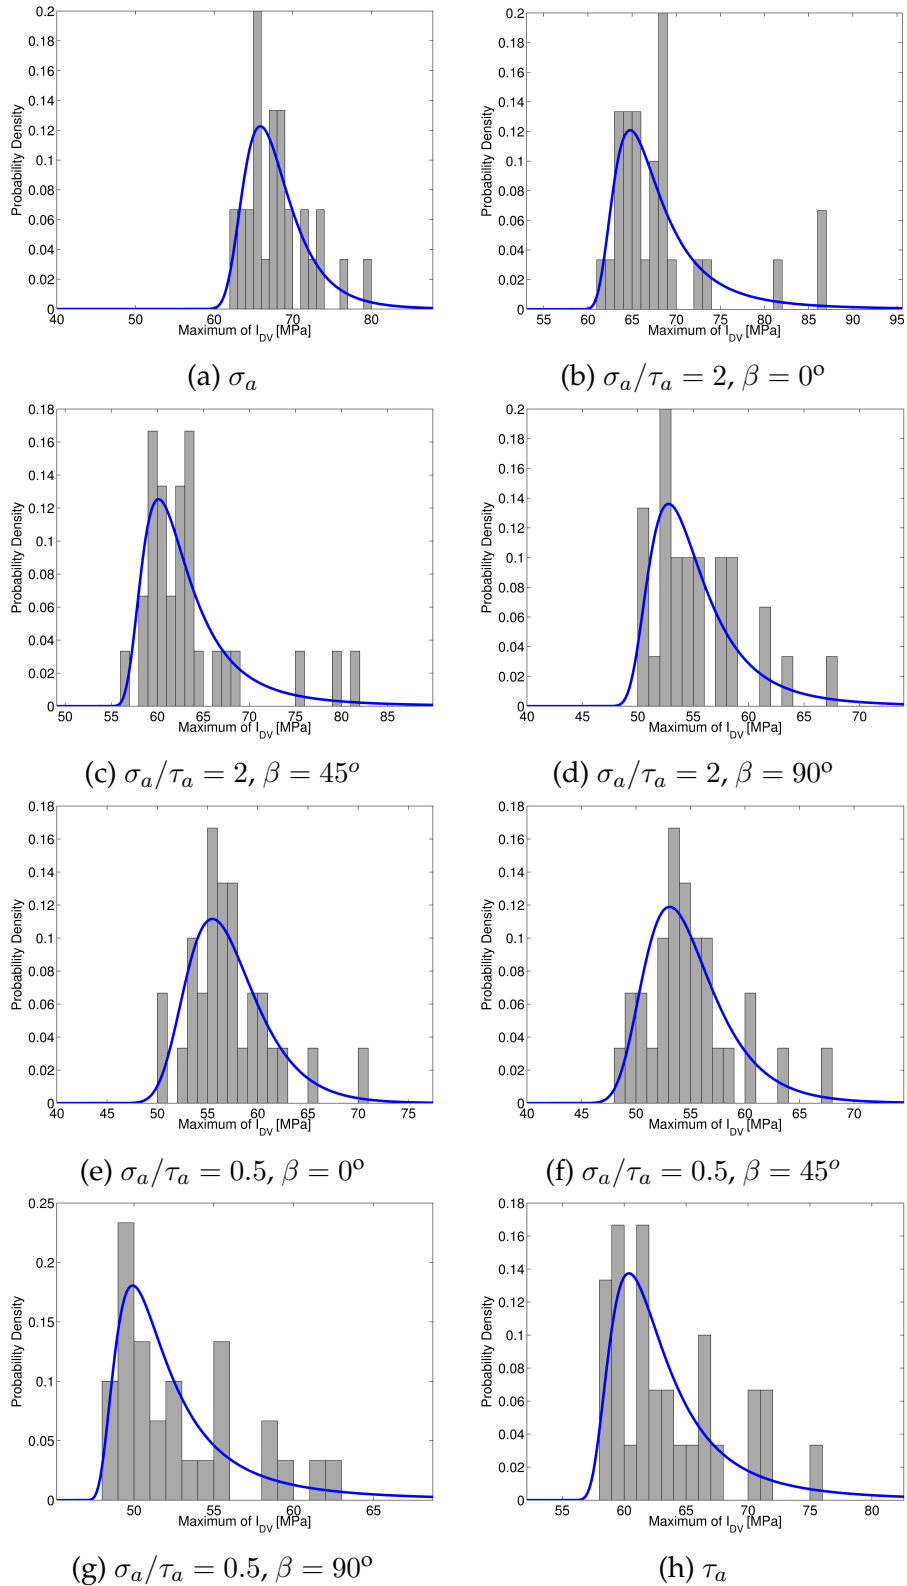 0.2
0.18
0.16
0.14
0.12
0.1
0.08
0.06
0.04
0.02
0
Probability Density
40 50 60 70 80
Maximum of I_DV [MPa]
(a) σ_a
0.2
0.18
0.16
0.14
0.12
0.1
0.08
0.06
0.04
0.02
0
Probability Density
55 60 65 70 75 80 85 90 95
Maximum of I_DV [MPa]
(b) σ_a/τ_a = 2, β = 0º
0.18
0.16
0.14
0.12
0.1
0.08
0.06
0.04
0.02
0
Probability Density
50 55 60 65 70 75 80 85
Maximum of I_DV [MPa]
(c) σ_a/τ_a = 2, β = 45º
0.2
0.18
0.16
0.14
0.12
0.1
0.08
0.06
0.04
0.02
0
Probability Density
40 45 50 55 60 65 70
Maximum of I_DV [MPa]
(d) σ_a/τ_a = 2, β = 90º
0.18
0.16
0.14
0.12
0.1
0.08
0.06
0.04
0.02
0
Probability Density
40 45 50 55 60 65 70 75
Maximum of I_DV [MPa]
(e) σ_a/τ_a = 0.5, β = 0º
0.18
0.16
0.14
0.12
0.1
0.08
0.06
0.04
0.02
0
Probability Density
40 45 50 55 60 65 70
Maximum of I_DV [MPa]
(f) σ_a/τ_a = 0.5, β = 45º
0.25
0.2
0.15
0.1
0.05
0
Probability Density
50 55 60 65
Maximum of I_DV [MPa]
(g) σ_a/τ_a = 0.5, β = 90º
0.18
0.16
0.14
0.12
0.1
0.08
0.06
0.04
0.02
0
Probability Density
55 60 65 70 75 80
Maximum of I_DV [MPa]
(h) τ_a